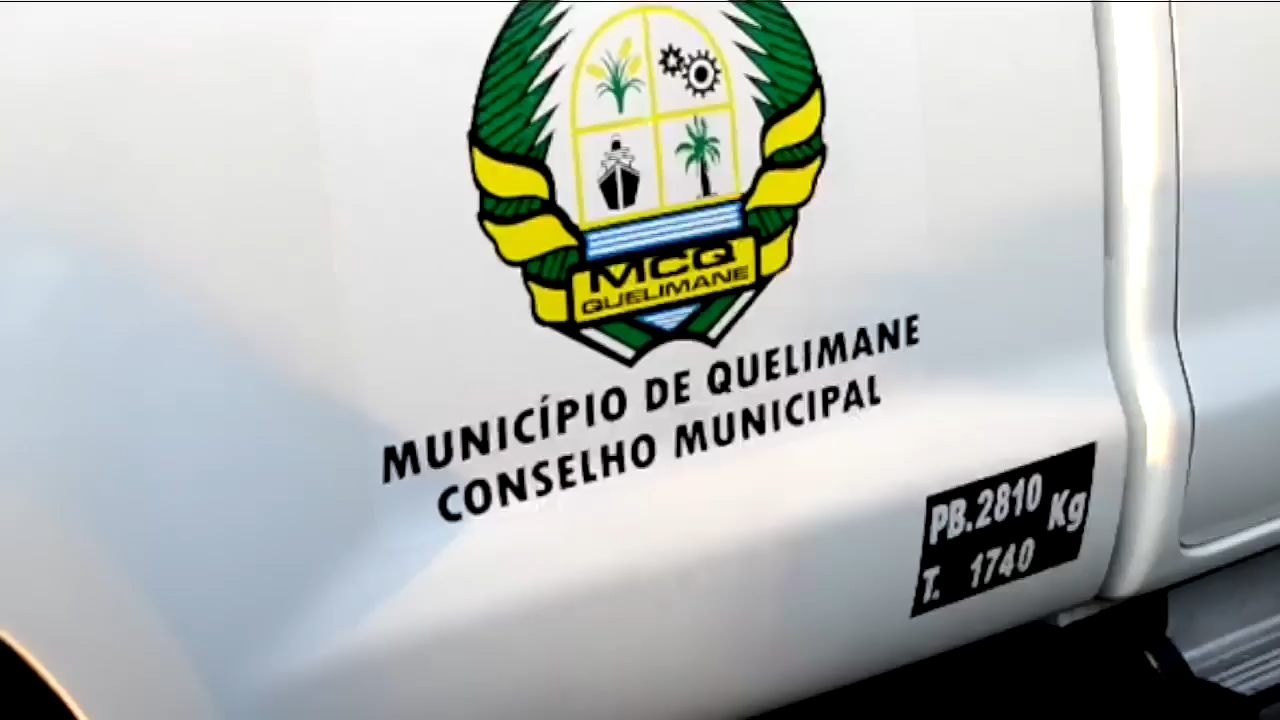 MCQ
QUELIMANE
MUNICÍPIO DE QUELIMANE
CONSELHO MUNICIPAL
PB.2810 Kg
T. 1740